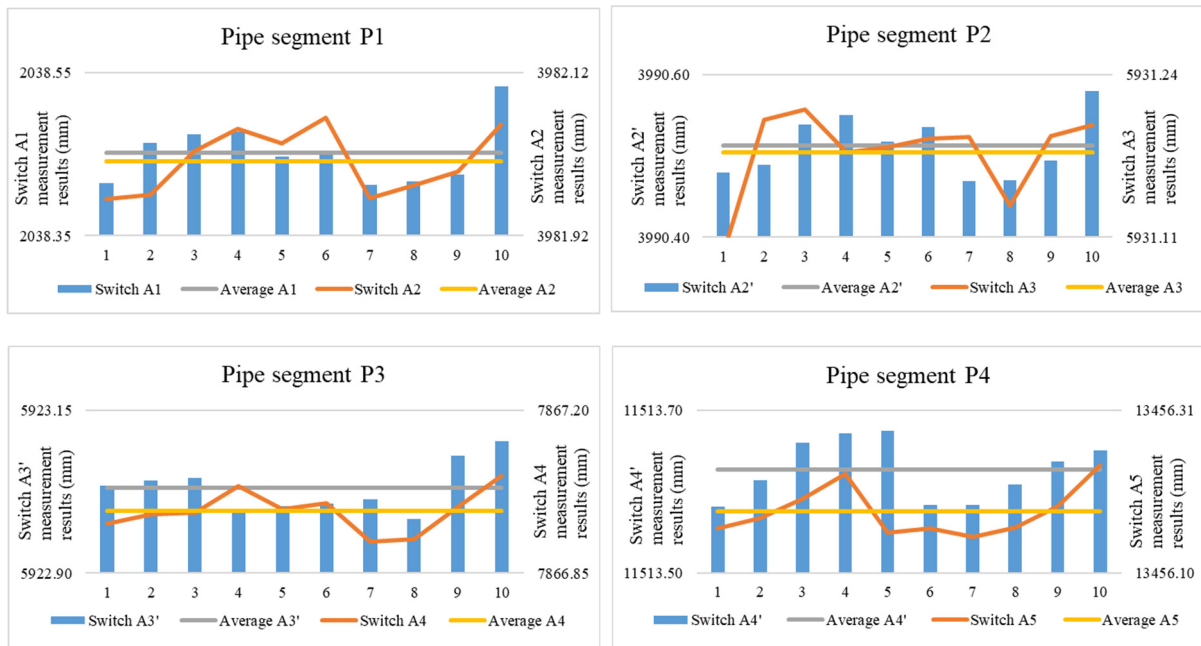 Pipe segment P1
2038.55
3982.12
Switch A1
measurement
results (mm)
Switch A2
measurement
results (mm)
2038.35
3981.92
1 2 3 4 5 6 7 8 9 10
Switch A1 Average A1 Switch A2 Average A2
Pipe segment P2
3990.60
5931.24
Switch A2'
measurement
results (mm)
Switch A3
measurement
results (mm)
3990.40
5931.11
1 2 3 4 5 6 7 8 9 10
Switch A2' Average A2' Switch A3 Average A3
Pipe segment P3
5923.15
7867.20
Switch A3'
measurement
results (mm)
Switch A4
measurement
results (mm)
5922.90
7866.85
1 2 3 4 5 6 7 8 9 10
Switch A3' Average A3' Switch A4 Average A4
Pipe segment P4
11513.70
13456.31
Switch A4'
measurement
results (mm)
Switch A5
measurement
results (mm)
11513.50
13456.10
1 2 3 4 5 6 7 8 9 10
Switch A4' Average A4' Switch A5 Average A5